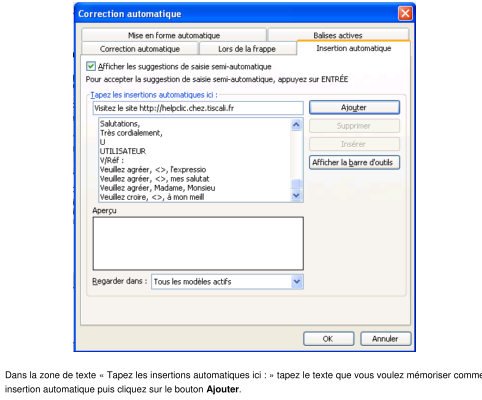 Correction automatique
Mise en forme automatique
Balises actives
Correction automatique
Lors de la frappe
Insertion automatique
Afficher les suggestions de saisie semi-automatique
Pour accepter la suggestion de saisie semi-automatique, appuyez sur ENTRÉE
Tapez les insertions automatiques ici :
Visitez le site http://helpclic.chez.tiscali.fr
Ajouter
Salutations,
Très cordialement,
U
UTILISATEUR
V/Réf :
Veuillez agréer, <>, l'expressio
Veuillez agréer, <>, mes salutat
Veuillez agréer, Madame, Monsieu
Veuillez croire, <>, à mon meill
Supprimer
Insérer
Afficher la barre d'outils
Aperçu
Regarder dans :
Tous les modèles actifs
OK
Annuler
Dans la zone de texte « Tapez les insertions automatiques ici : » tapez le texte que vous voulez mémoriser comme
insertion automatique puis cliquez sur le bouton Ajouter.